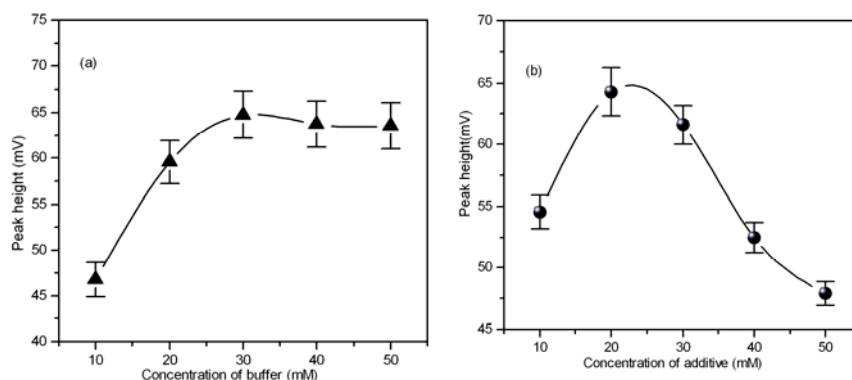 75
70
65
60
55
50
45
40
(a)
Peak height (mV)
10 20 30 40 50
Concentration of buffer (mM)
70
65
60
55
50
45
(b)
Peak height(mV)
10 20 30 40 50
Concentration of additive (mM)